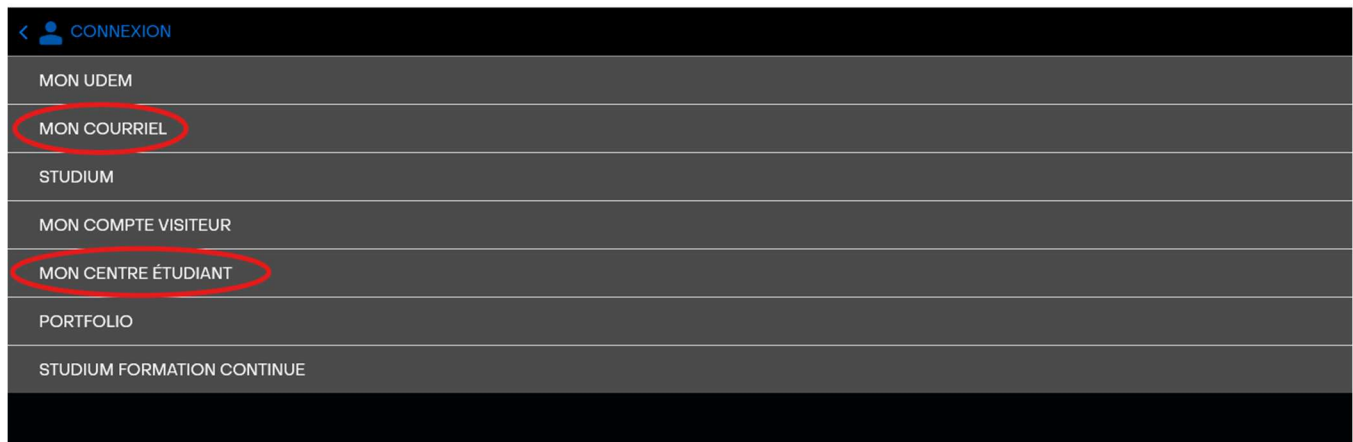 CONNEXION
MON UDEM
MON COURRIEL
STUDIUM
MON COMPTE VISITEUR
MON CENTRE ÉTUDIANT
PORTFOLIO
STUDIUM FORMATION CONTINUE